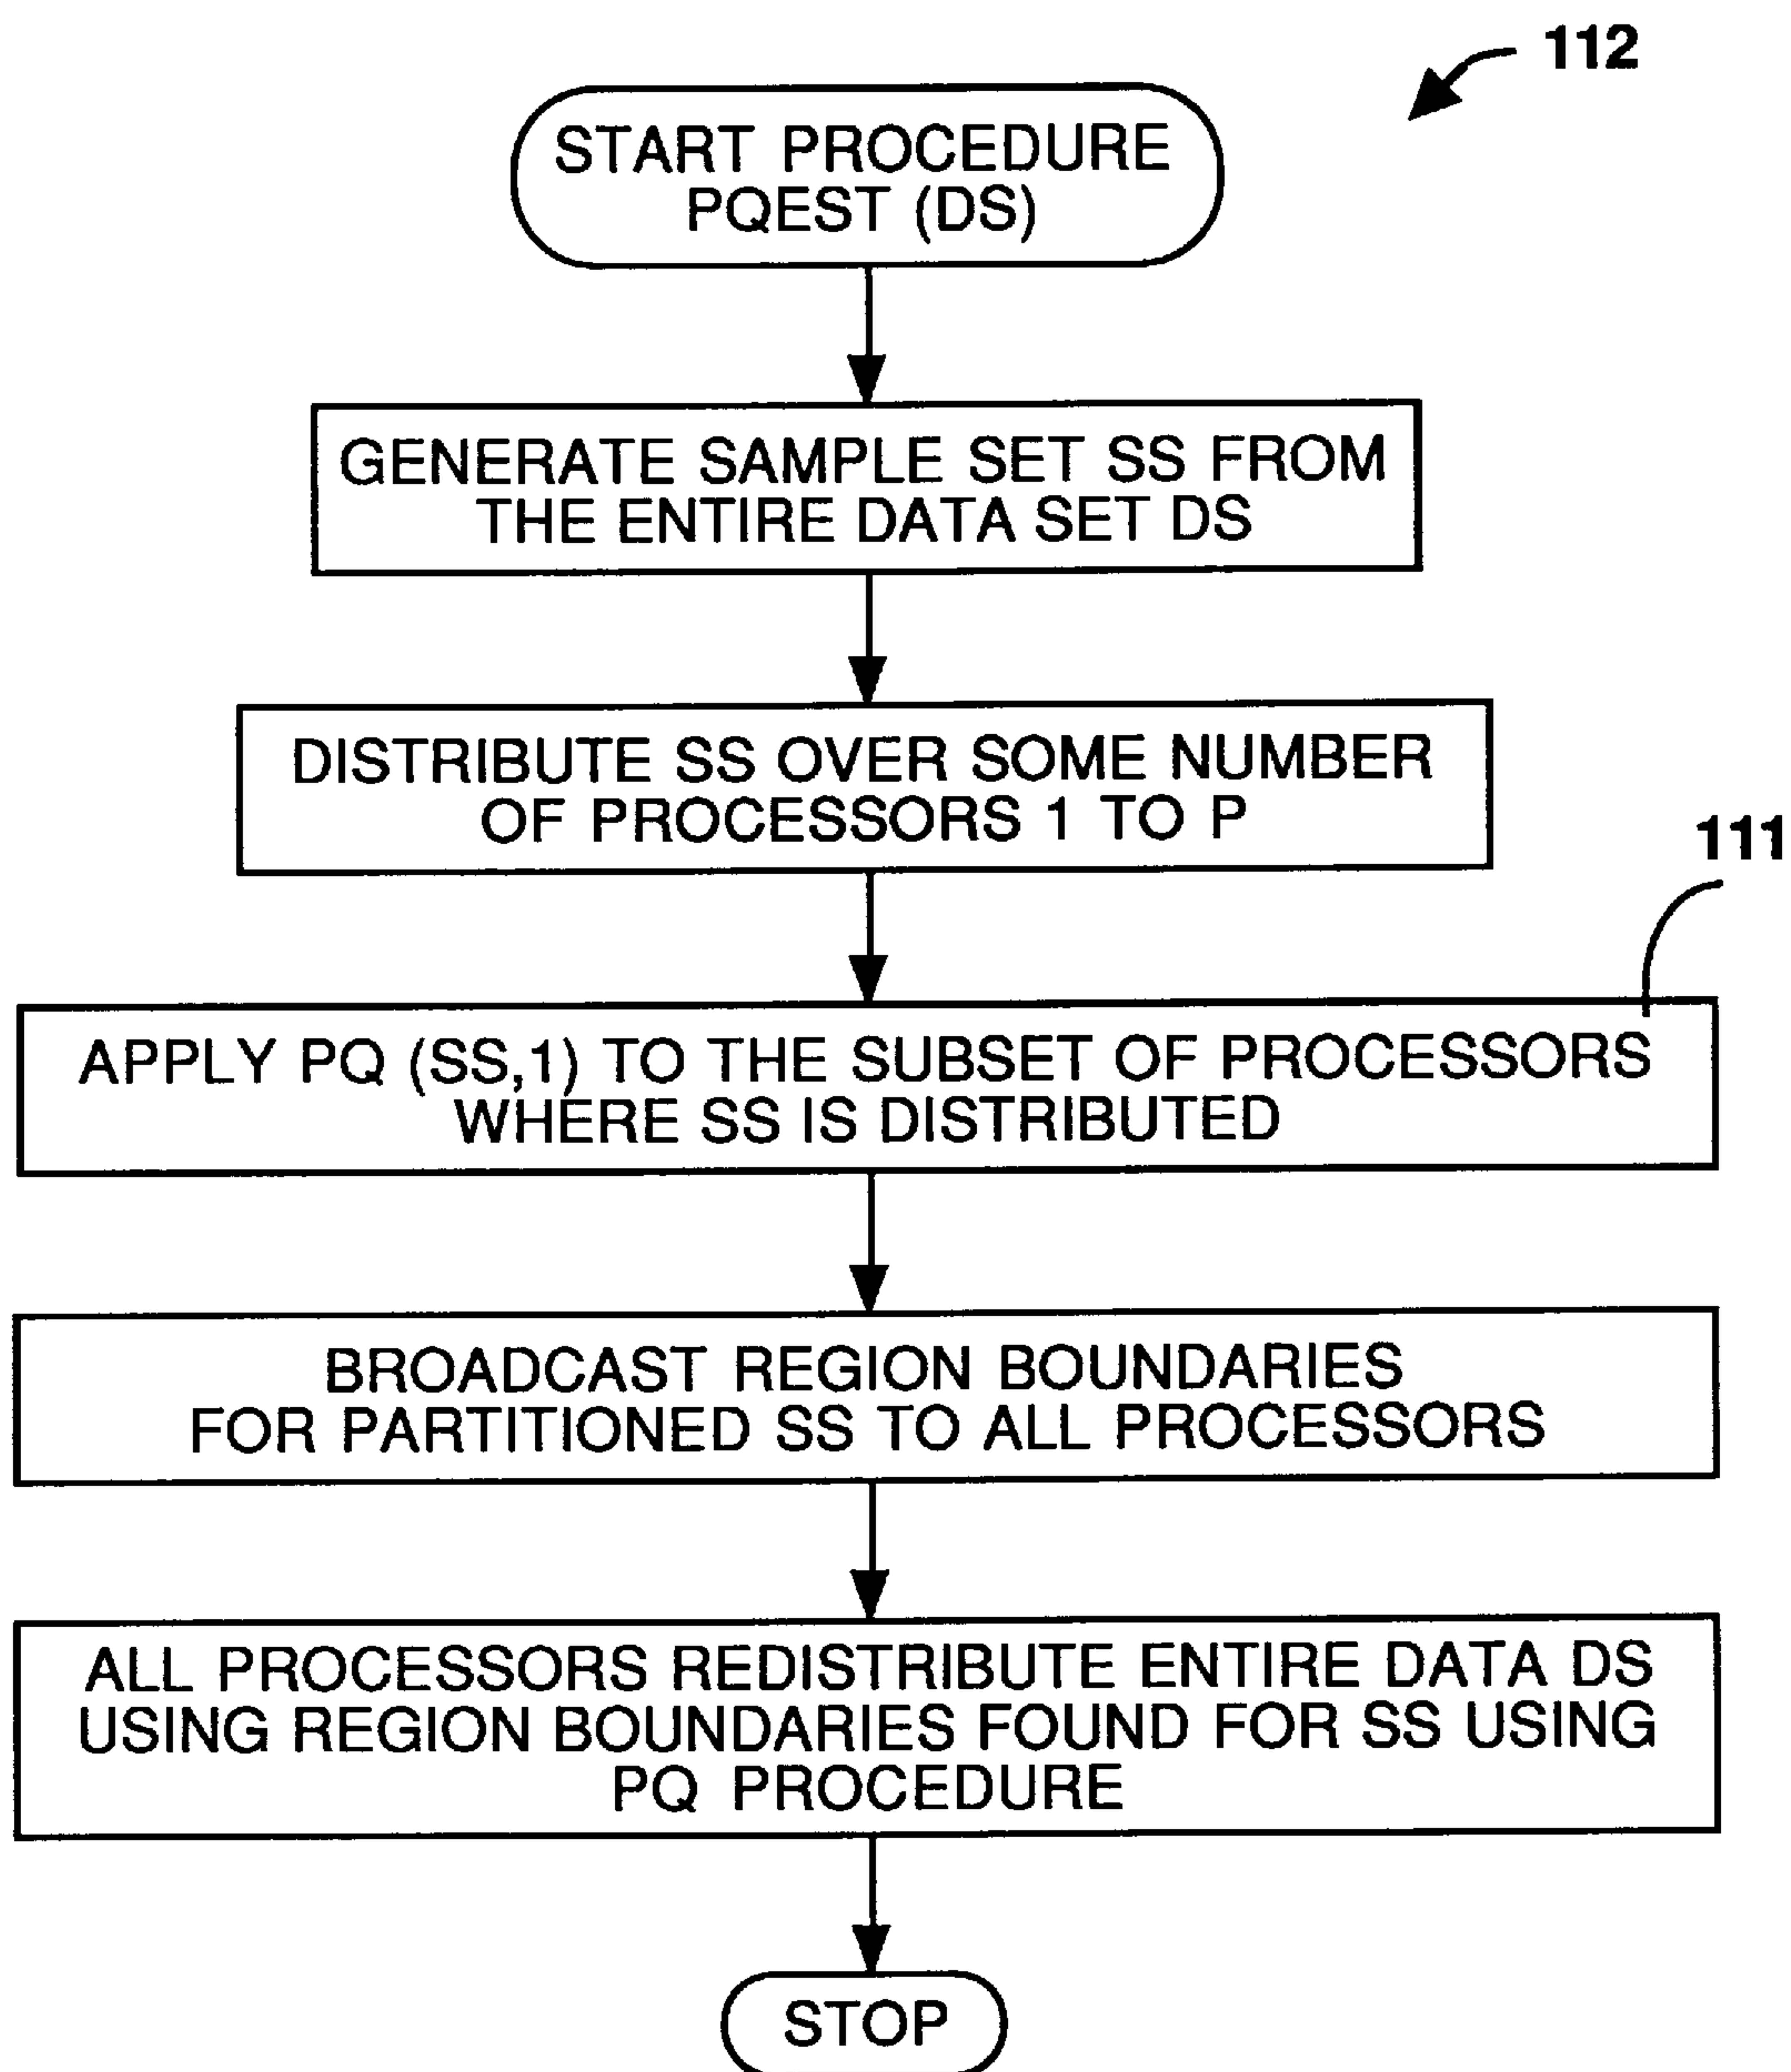 112
START PROCEDURE
PQEST (DS)
GENERATE SAMPLE SET SS FROM
THE ENTIRE DATA SET DS
DISTRIBUTE SS OVER SOME NUMBER
OF PROCESSORS 1 TO P
111
APPLY PQ (SS,1) TO THE SUBSET OF PROCESSORS
WHERE SS IS DISTRIBUTED
BROADCAST REGION BOUNDARIES
FOR PARTITIONED SS TO ALL PROCESSORS
ALL PROCESSORS REDISTRIBUTE ENTIRE DATA DS
USING REGION BOUNDARIES FOUND FOR SS USING
PQ PROCEDURE
STOP